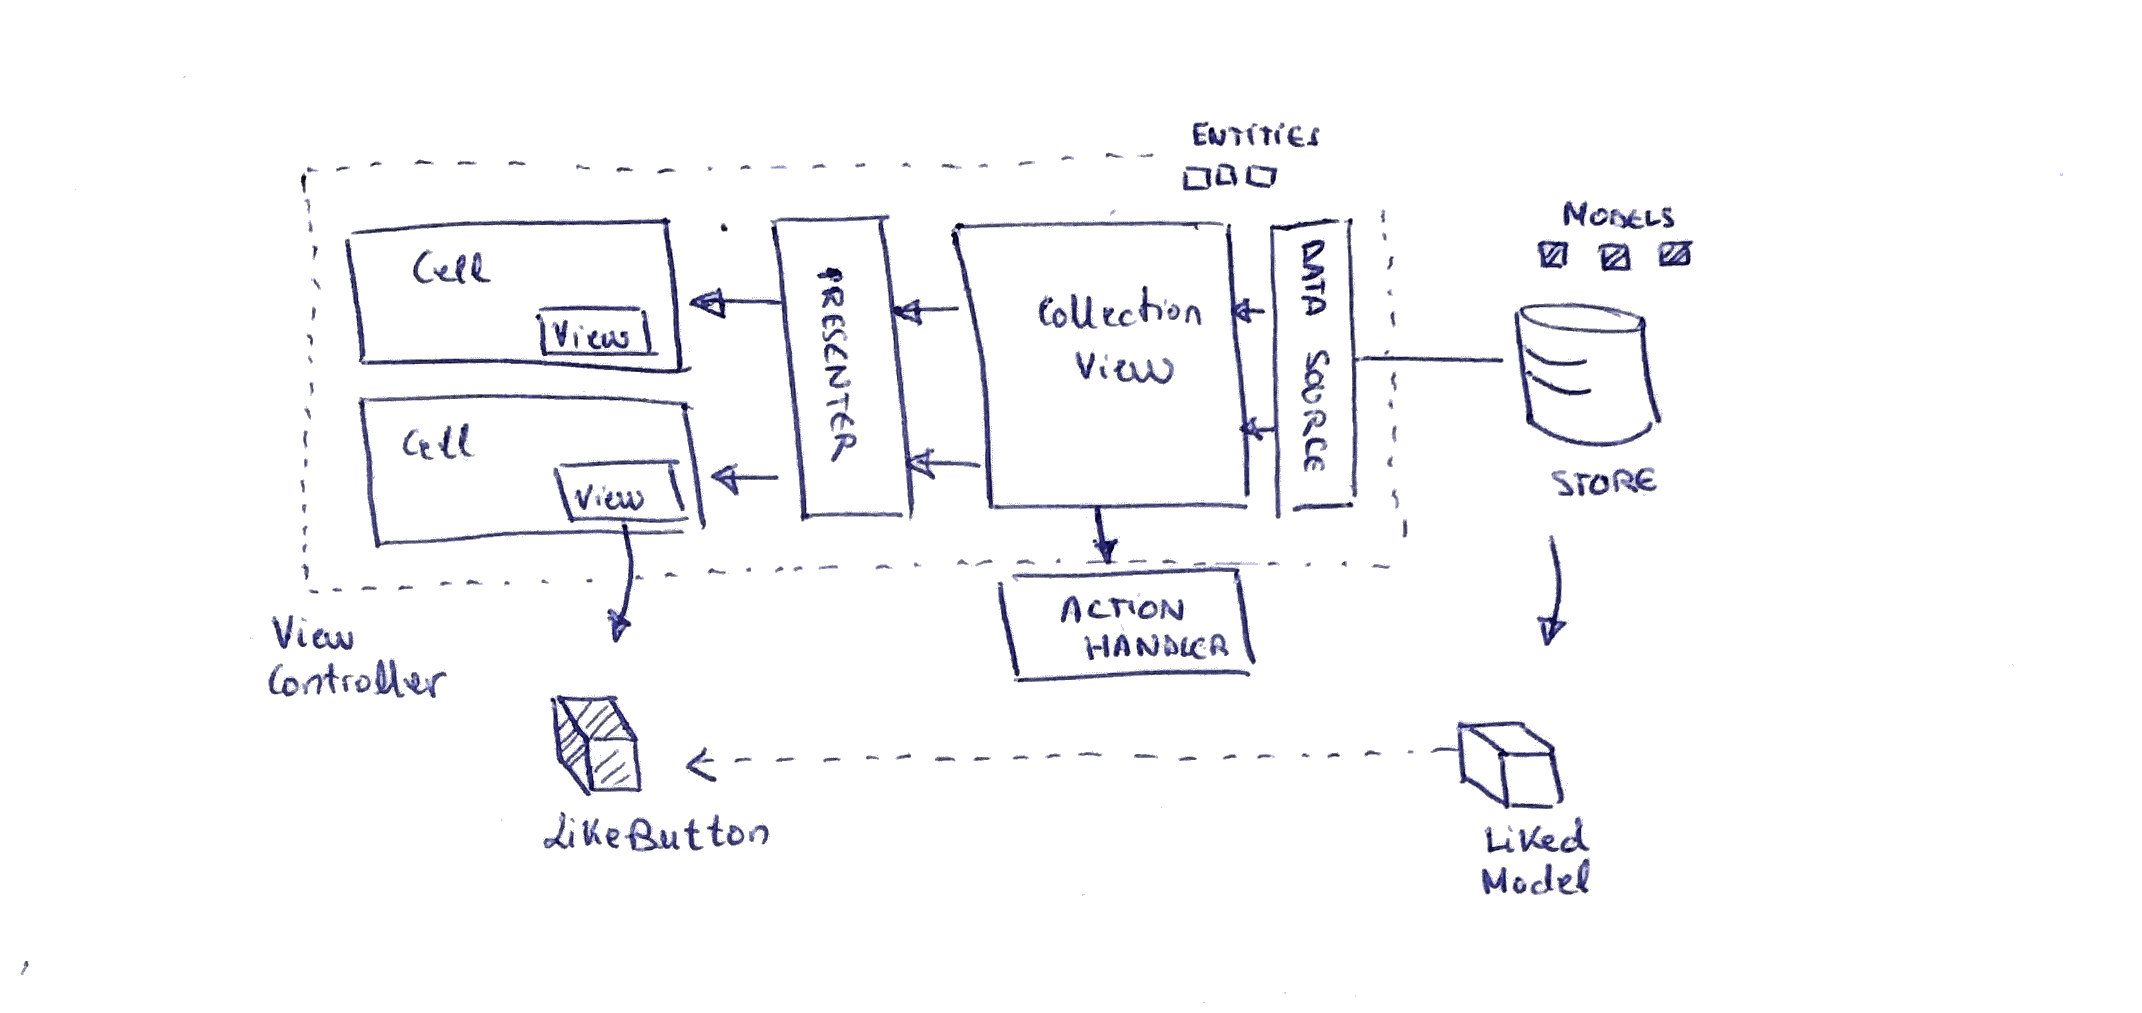 ENTITIES
MODELS
Cell
View
PRESENTER
Collection
View
DATA SOURCE
Cell
View
STORE
ACTION
HANDLER
View
Controller
LikeButton
Liked
Model